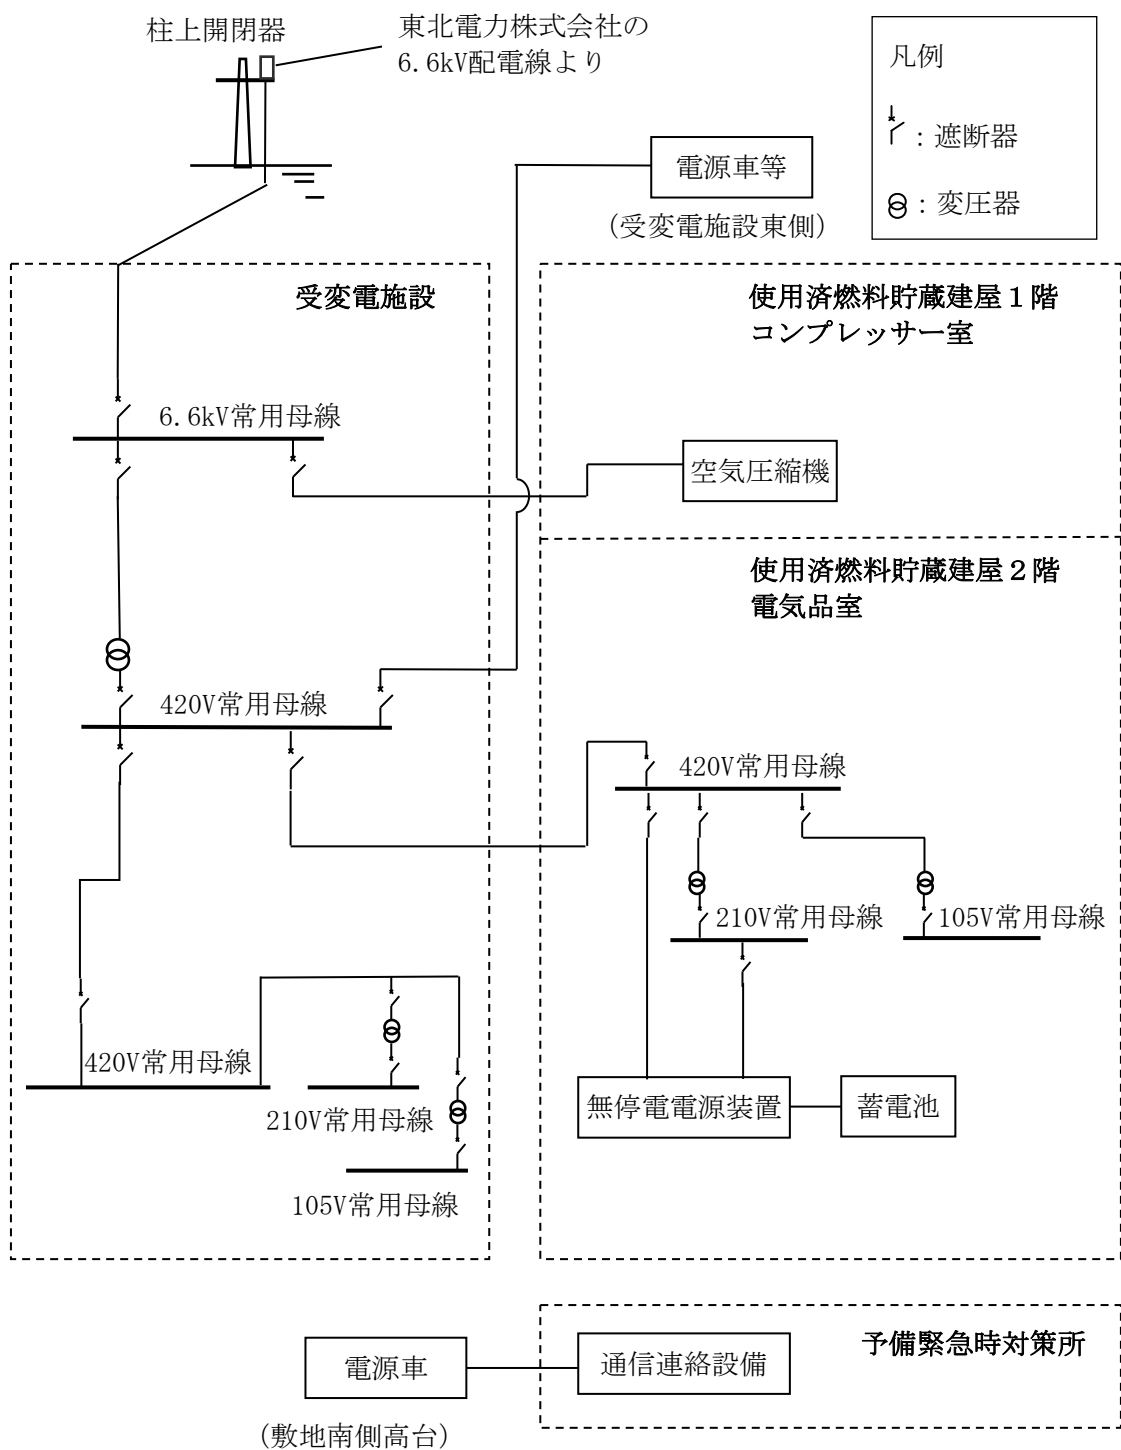 柱上開閉器
東北電力株式会社の
6.6kV配電線より
凡例
：遮断器
：変圧器
電源車等
(受変電施設東側)
受変電施設
使用済燃料貯蔵建屋１階
コンプレッサー室
6.6kV常用母線
空気圧縮機
使用済燃料貯蔵建屋２階
電気品室
420V常用母線
420V常用母線
210V常用母線
105V常用母線
420V常用母線
210V常用母線
105V常用母線
無停電電源装置
蓄電池
予備緊急時対策所
電源車
通信連絡設備
(敷地南側高台)